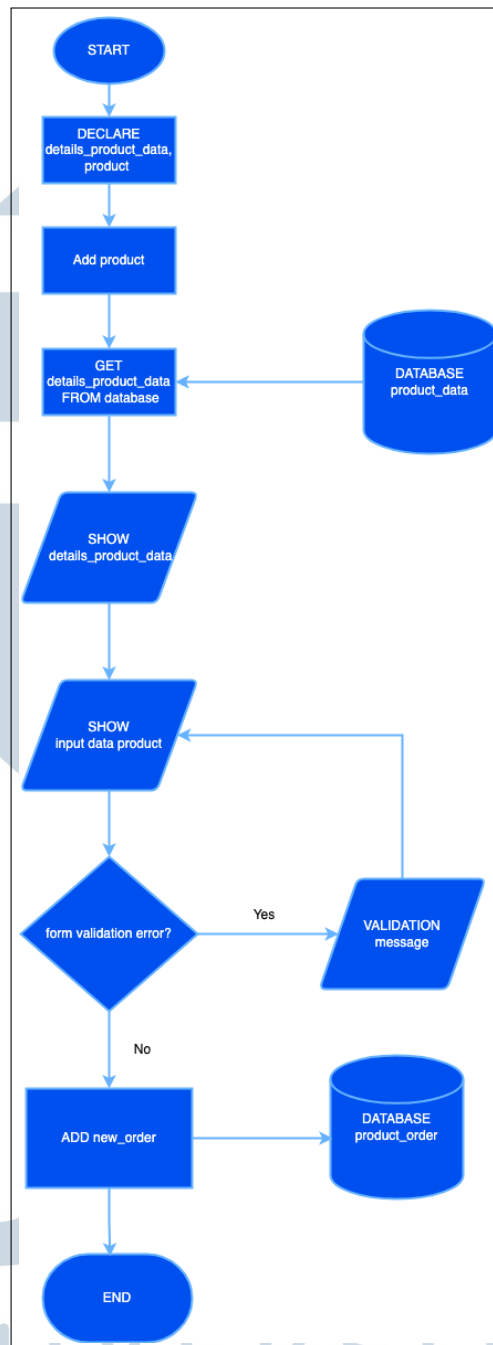 START
DECLARE
details_product_data,
product
Add product
GET
details_product_data
FROM database
DATABASE
product_data
SHOW
details_product_data
SHOW
input data product
form validation error?
Yes
VALIDATION
message
No
ADD new_order
DATABASE
product_order
END